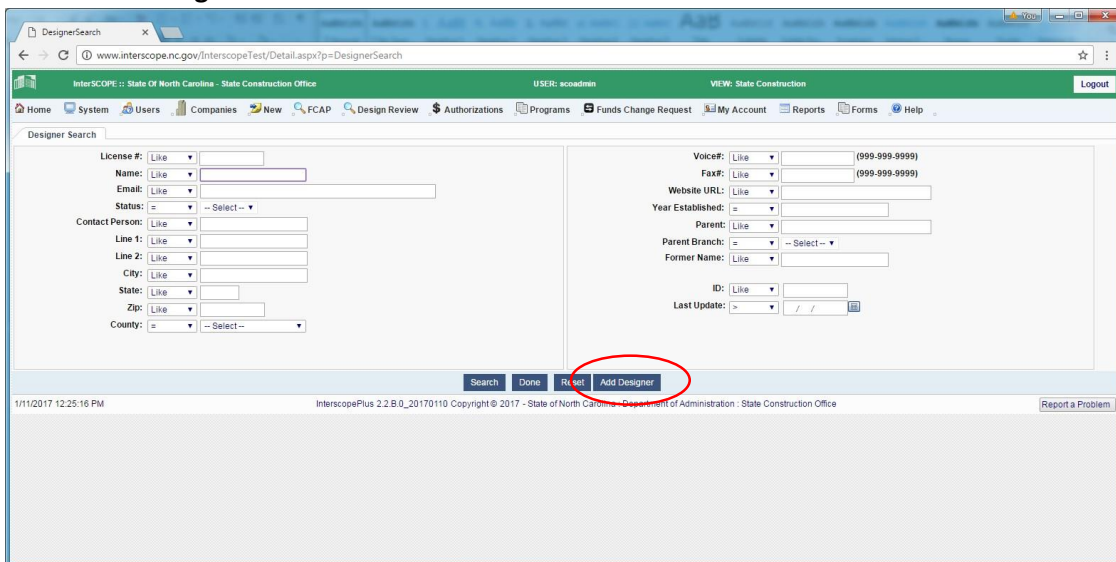 You
DesignerSearch
www.interscope.nc.gov/InterscopeTest/Detail.aspx?p=DesignerSearch
InterSCOPE :: State Of North Carolina - State Construction Office USER: scoadmin VIEW: State Construction Logout
Home System Users Companies New FCAP Design Review $ Authorizations Programs Funds Change Request My Account Reports Forms Help
Designer Search
License #: Like Voice#: Like (999-999-9999)
Name: Like Fax#: Like (999-999-9999)
Email: Like Website URL: Like
Status: = -- Select -- Year Established: =
Contact Person: Like Parent: Like
Line 1: Like Parent Branch: = -- Select --
Line 2: Like Former Name: Like
City: Like
State: Like ID: Like
Zip: Like Last Update: > / /
County: = -- Select --
Search Done Reset Add Designer
1/11/2017 12:25:16 PM InterscopePlus 2.2.B.0_20170110 Copyright © 2017 - State of North Carolina : Department of Administration : State Construction Office Report a Problem